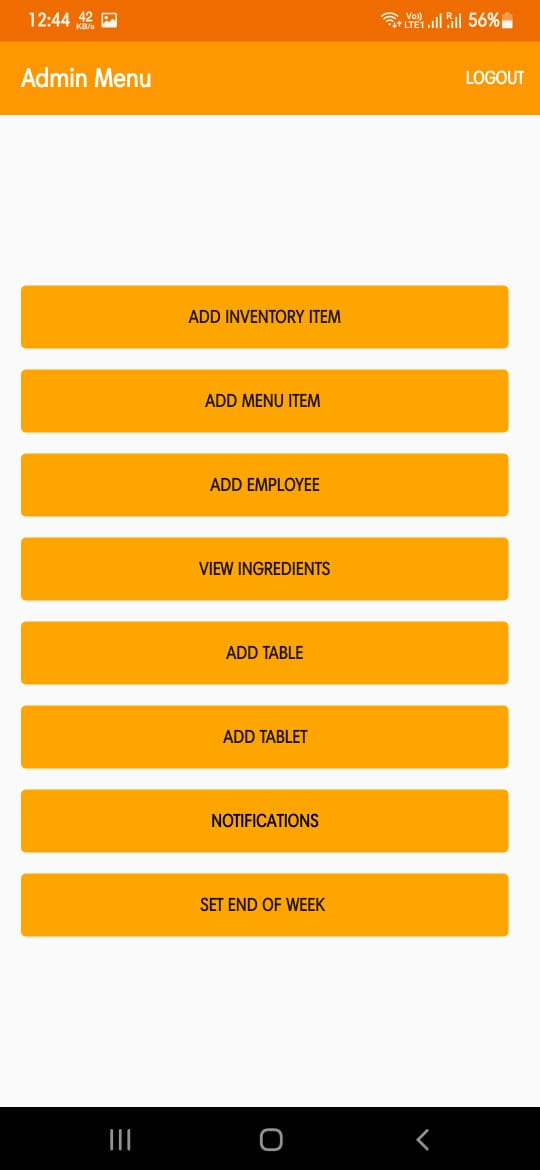 12:44 42 KB/s Vo)) LTE1 R 56%
Admin Menu LOGOUT
ADD INVENTORY ITEM
ADD MENU ITEM
ADD EMPLOYEE
VIEW INGREDIENTS
ADD TABLE
ADD TABLET
NOTIFICATIONS
SET END OF WEEK